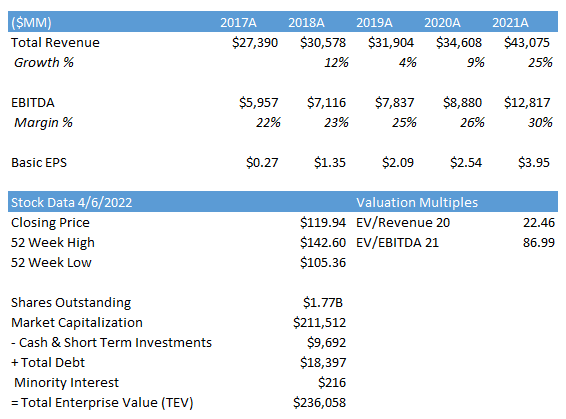 ($MM) 2017A 2018A 2019A 2020A 2021A
Total Revenue $27,390 $30,578 $31,904 $34,608 $43,075
Growth % 12% 4% 9% 25%
EBITDA $5,957 $7,116 $7,837 $8,880 $12,817
Margin % 22% 23% 25% 26% 30%
Basic EPS $0.27 $1.35 $2.09 $2.54 $3.95
Stock Data 4/6/2022 Valuation Multiples
Closing Price $119.94 EV/Revenue 20 22.46
52 Week High $142.60 EV/EBITDA 21 86.99
52 Week Low $105.36
Shares Outstanding $1.77B
Market Capitalization $211,512
- Cash & Short Term Investments $9,692
+ Total Debt $18,397
Minority Interest $216
= Total Enterprise Value (TEV) $236,058